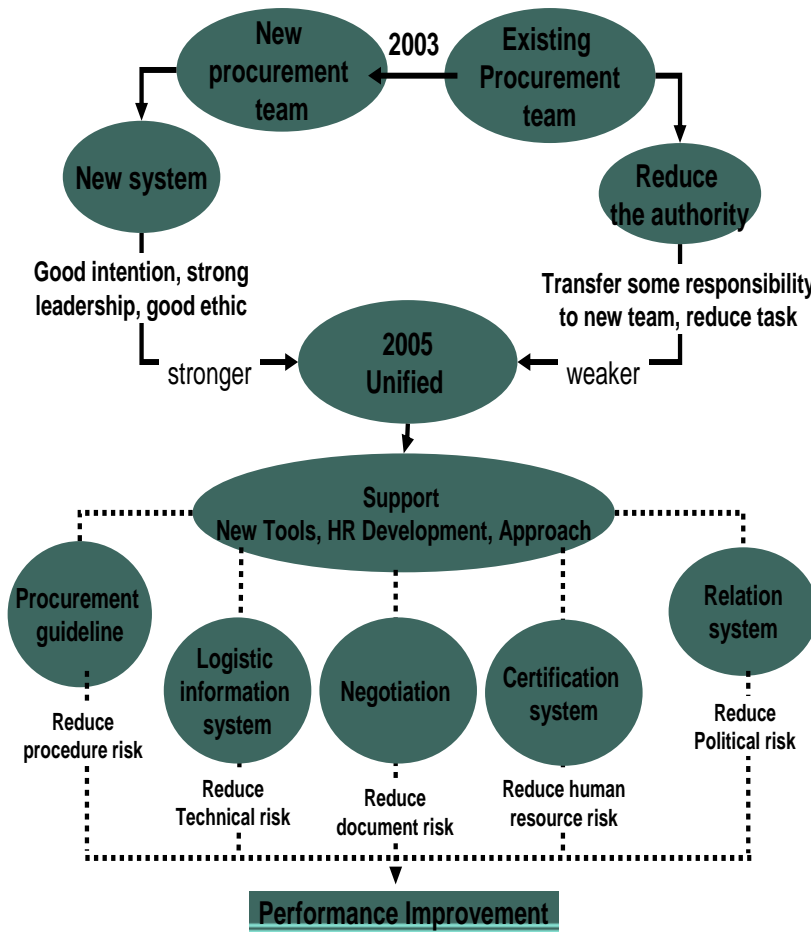 New
procurement
team
2003
Existing
Procurement
team
New system
Reduce
the authority
Good intention, strong
leadership, good ethic
Transfer some responsibility
to new team, reduce task
stronger
2005
Unified
weaker
Support
New Tools, HR Development, Approach
Procurement
guideline
Logistic
information
system
Negotiation
Certification
system
Relation
system
Reduce
procedure risk
Reduce
Technical risk
Reduce
document risk
Reduce human
resource risk
Reduce
Political risk
Performance Improvement